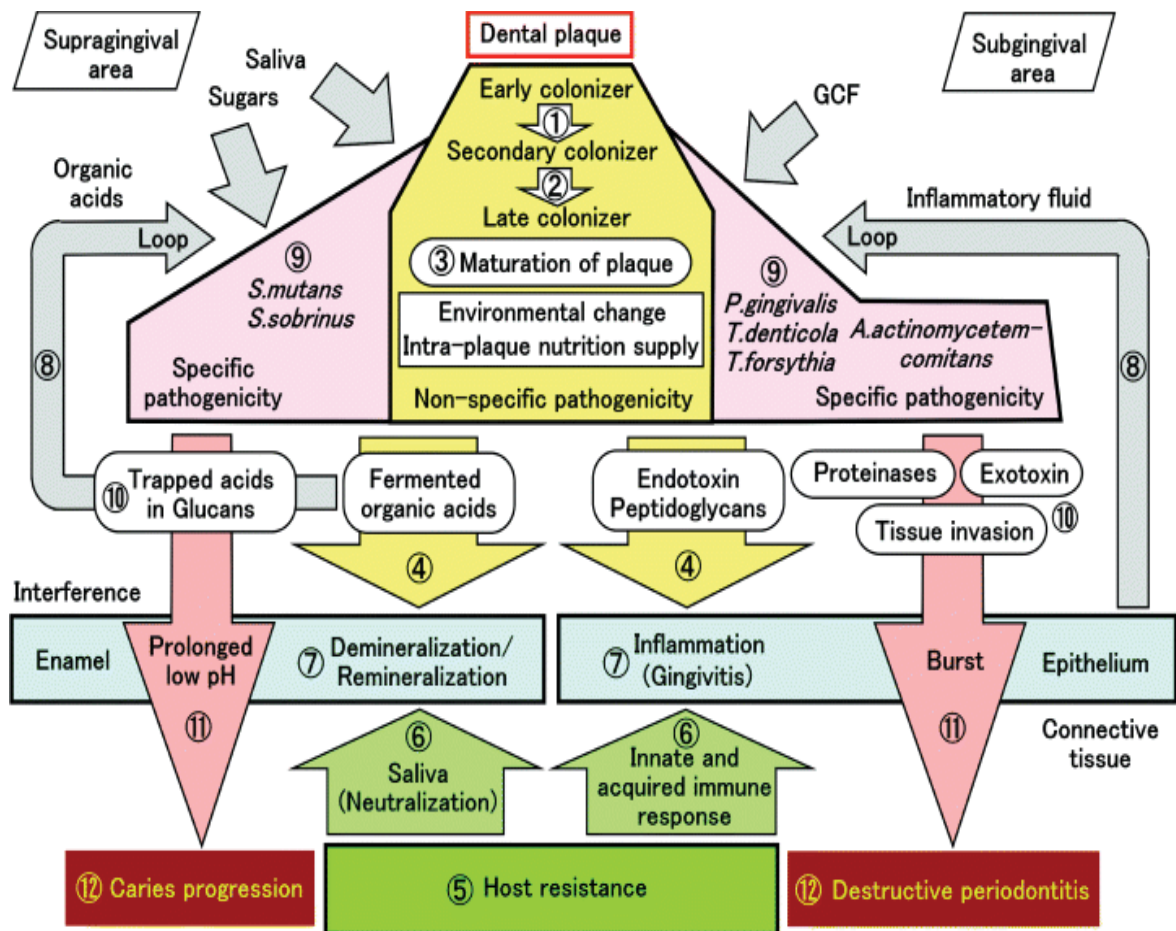 Dental plaque
Supragingival
area
Subgingival
area
Saliva
Sugars
GCF
Early colonizer
①
Secondary colonizer
②
Late colonizer
③ Maturation of plaque
Environmental change
Intra-plaque nutrition supply
Non-specific pathogenicity
Organic
acids
Loop
⑨
S.mutans
S.sobrinus
Specific
pathogenicity
⑧
Inflammatory fluid
Loop
⑨
P.gingivalis
T.denticola
T.forsythia
A.actinomycetem-
comitans
Specific pathogenicity
⑧
⑩ Trapped acids
in Glucans
Fermented
organic acids
④
Endotoxin
Peptidoglycans
④
Proteinases
Exotoxin
Tissue invasion ⑩
Interference
Enamel
Prolonged
low pH
⑪
⑦ Demineralization/
Remineralization
⑦ Inflammation
(Gingivitis)
Burst
⑪
Epithelium
Connective
tissue
⑥
Saliva
(Neutralization)
⑥
Innate and
acquired immune
response
⑫ Caries progression
⑤ Host resistance
⑫ Destructive periodontitis